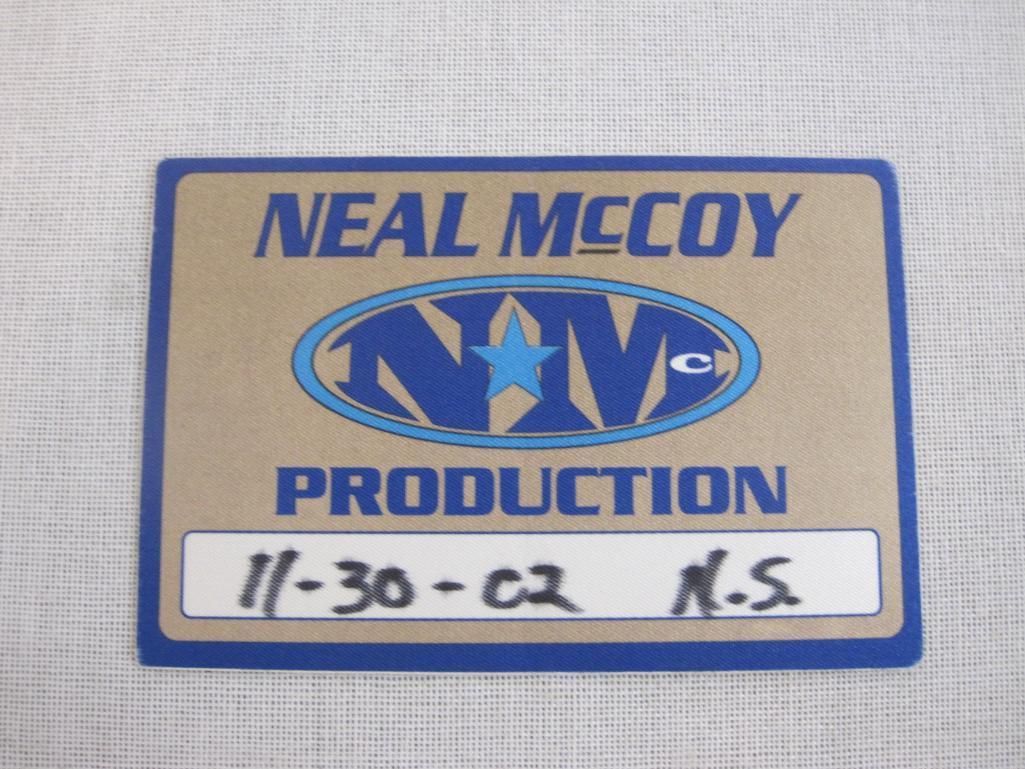 NEAL McCOY
NMc
PRODUCTION
11-30-02 N.S.